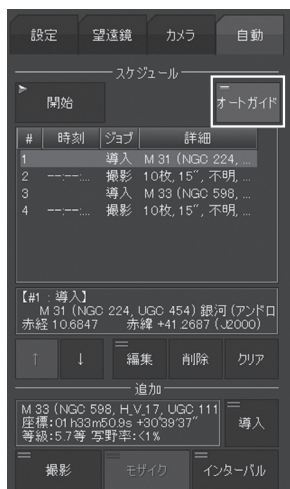 設定 望遠鏡 カメラ 自動
スケジュール
開始 オートガイド
# 時刻 ジョブ 詳細
1 導入 M 31 (NGC 224, ...
2 --:--:... 撮影 10枚, 15″, 不明, ...
3 導入 M 33 (NGC 598, ...
4 --:--:... 撮影 10枚, 15″, 不明, ...
【#1 : 導入】
M 31 (NGC 224, UGC 454) 銀河 (アンドロ
赤経 10.6847 赤緯 +41.2687 (J2000)
↑ ↓ 編集 削除 クリア
追加
M 33 (NGC 598, H_V_17, UGC 111
座標:01h33m50.9s +30°39′37″
等級:5.7等 写野率:<1%
導入
撮影 モザイク インターバル